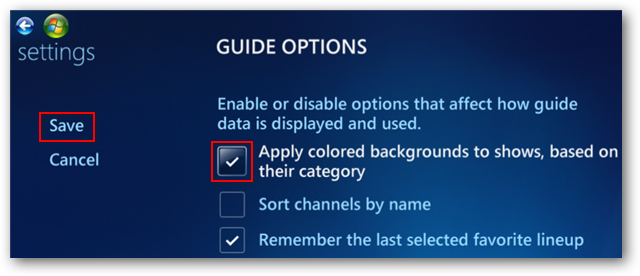 settings
GUIDE OPTIONS
Save
Cancel
Enable or disable options that affect how guide
data is displayed and used.
Apply colored backgrounds to shows, based on
their category
Sort channels by name
Remember the last selected favorite lineup